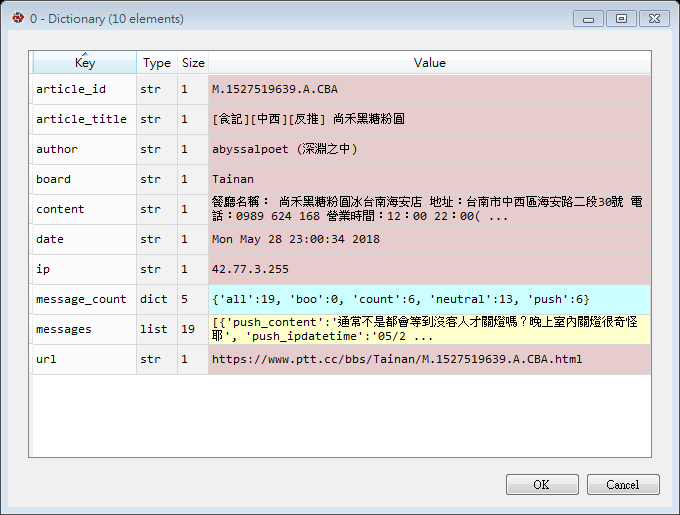 0 - Dictionary (10 elements)
Key Type Size Value
article_id str 1 M.1527519639.A.CBA
article_title str 1 [食記][中西][反推] 尚禾黑糖粉圓
author str 1 abyssalpoet (深淵之中)
board str 1 Tainan
content str 1 餐廳名稱： 尚禾黑糖粉圓冰台南海安店 地址：台南市中西區海安路二段30號 電
話：0989 624 168 營業時間：12：00 22：00( ...
date str 1 Mon May 28 23:00:34 2018
ip str 1 42.77.3.255
message_count dict 5 {'all':19, 'boo':0, 'count':6, 'neutral':13, 'push':6}
messages list 19 [{'push_content':'通常不是都會等到沒客人才關燈嗎？晚上室內關燈很奇怪
耶', 'push_ipdatetime':'05/2 ...
url str 1 https://www.ptt.cc/bbs/Tainan/M.1527519639.A.CBA.html
OK Cancel